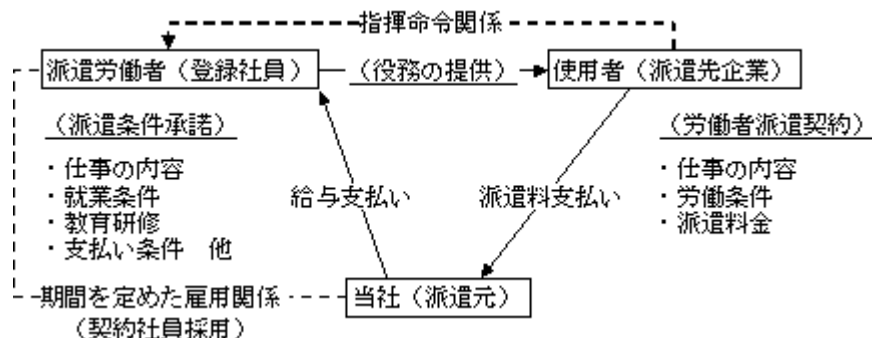 指揮命令関係
派遣労働者（登録社員）
（役務の提供）
使用者（派遣先企業）
（派遣条件承諾）
・仕事の内容
・就業条件
・教育研修
・支払い条件　他
給与支払い
派遣料支払い
（労働者派遣契約）
・仕事の内容
・労働条件
・派遣料金
期間を定めた雇用関係
（契約社員採用）
当社（派遣元）